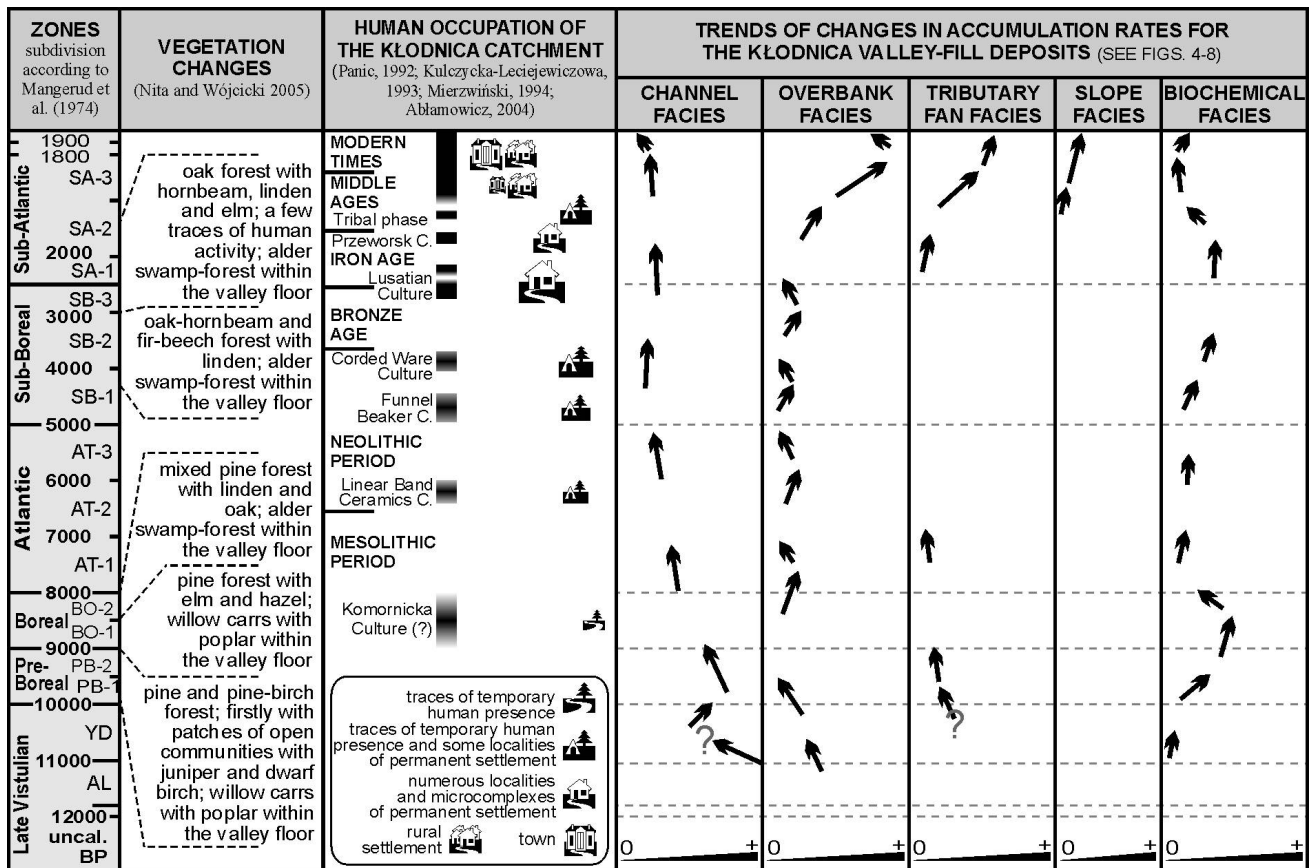 ZONES
subdivision
according to
Mangerud et
al. (1974)
VEGETATION
CHANGES
(Nita and Wójcicki 2005)
HUMAN OCCUPATION OF
THE KŁODNICA CATCHMENT
(Panic, 1992; Kulczycka-Leciejewiczowa,
1993; Mierzwiński, 1994;
Abłamowicz, 2004)
TRENDS OF CHANGES IN ACCUMULATION RATES FOR
THE KŁODNICA VALLEY-FILL DEPOSITS (SEE FIGS. 4-8)
CHANNEL
FACIES
OVERBANK
FACIES
TRIBUTARY
FAN FACIES
SLOPE
FACIES
BIOCHEMICAL
FACIES
Sub-Atlantic
1900
1800
SA-3
SA-2
2000
SA-1
Sub-Boreal
SB-3
3000
SB-2
4000
SB-1
5000
Atlantic
AT-3
6000
AT-2
7000
AT-1
8000
Boreal
BO-2
BO-1
9000
Pre-
Boreal
PB-2
PB-1
10000
Late Vistulian
YD
11000
AL
12000
uncal.
BP
oak forest with
hornbeam, linden
and elm; a few
traces of human
activity; alder
swamp-forest within
the valley floor
oak-hornbeam and
fir-beech forest with
linden; alder
swamp-forest within
the valley floor
mixed pine forest
with linden and
oak; alder
swamp-forest within
the valley floor
pine forest with
elm and hazel;
willow carrs with
poplar within
the valley floor
pine and pine-birch
forest; firstly with
patches of open
communities with
juniper and dwarf
birch; willow carrs
with poplar within
the valley floor
MODERN
TIMES
MIDDLE
AGES
Tribal phase
Przeworsk C.
IRON AGE
Lusatian
Culture
BRONZE
AGE
Corded Ware
Culture
Funnel
Beaker C.
NEOLITHIC
PERIOD
Linear Band
Ceramics C.
MESOLITHIC
PERIOD
Komornicka
Culture (?)
traces of temporary
human presence
traces of temporary human
presence and some localities
of permanent settlement
numerous localities
and microcomplexes
of permanent settlement
rural
settlement
town
?
?
0 +
0 +
0 +
0 +
0 +